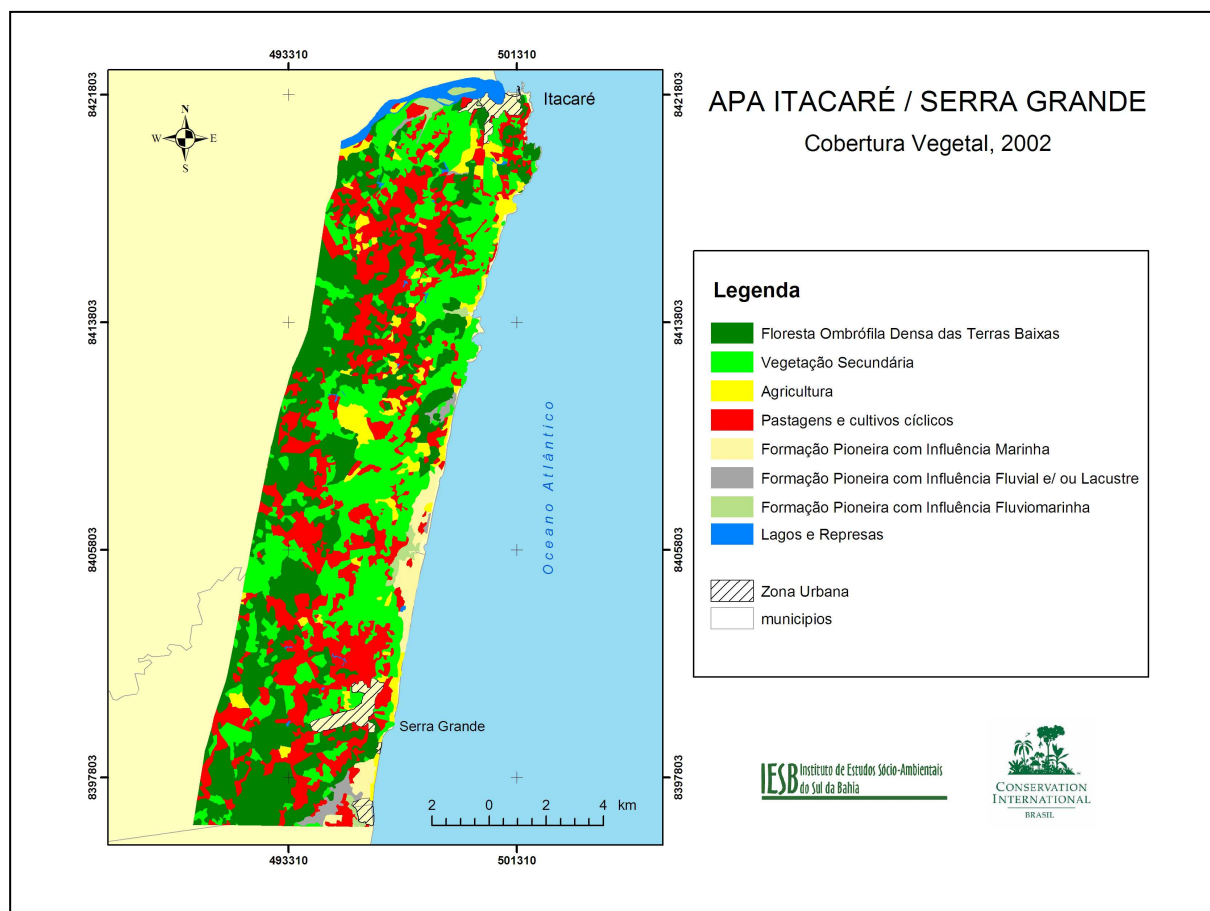 APA ITACARÉ / SERRA GRANDE
Cobertura Vegetal, 2002
493310
501310
8421803
8421803
N
W
E
S
Itacaré
8413803
8413803
Oceano Atlântico
8405803
8405803
Serra Grande
8397803
8397803
2 0 2 4 km
493310
501310
Legenda
Floresta Ombrófila Densa das Terras Baixas
Vegetação Secundária
Agricultura
Pastagens e cultivos cíclicos
Formação Pioneira com Influência Marinha
Formação Pioneira com Influência Fluvial e/ ou Lacustre
Formação Pioneira com Influência Fluviomarinha
Lagos e Represas
Zona Urbana
municipios
IESB Instituto de Estudos Sócio-Ambientais
do Sul da Bahia
CONSERVATION
INTERNATIONAL
BRASIL